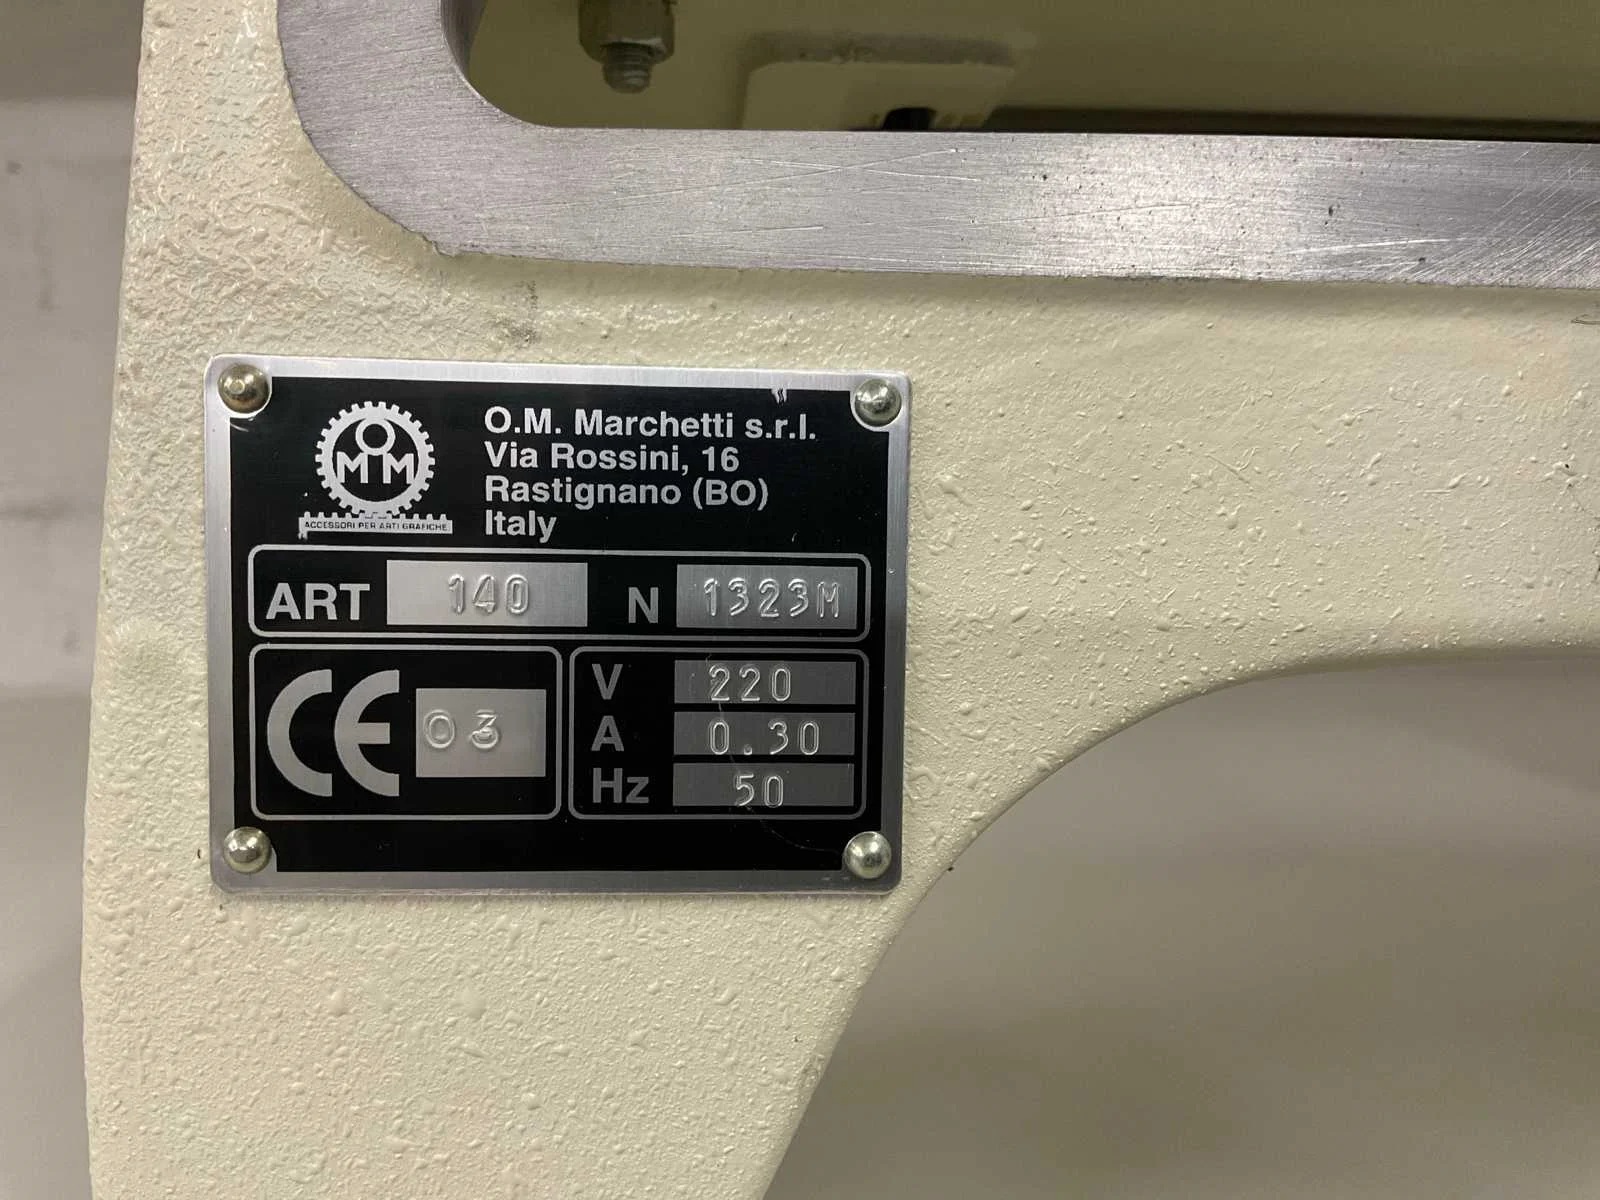 O.M. Marchetti s.r.l.
Via Rossini, 16
Rastignano (BO)
Italy
OMM
ACCESSORI PER ARTI GRAFICHE
ART 140 N 1323M
CE 03
V 220
A 0.30
Hz 50